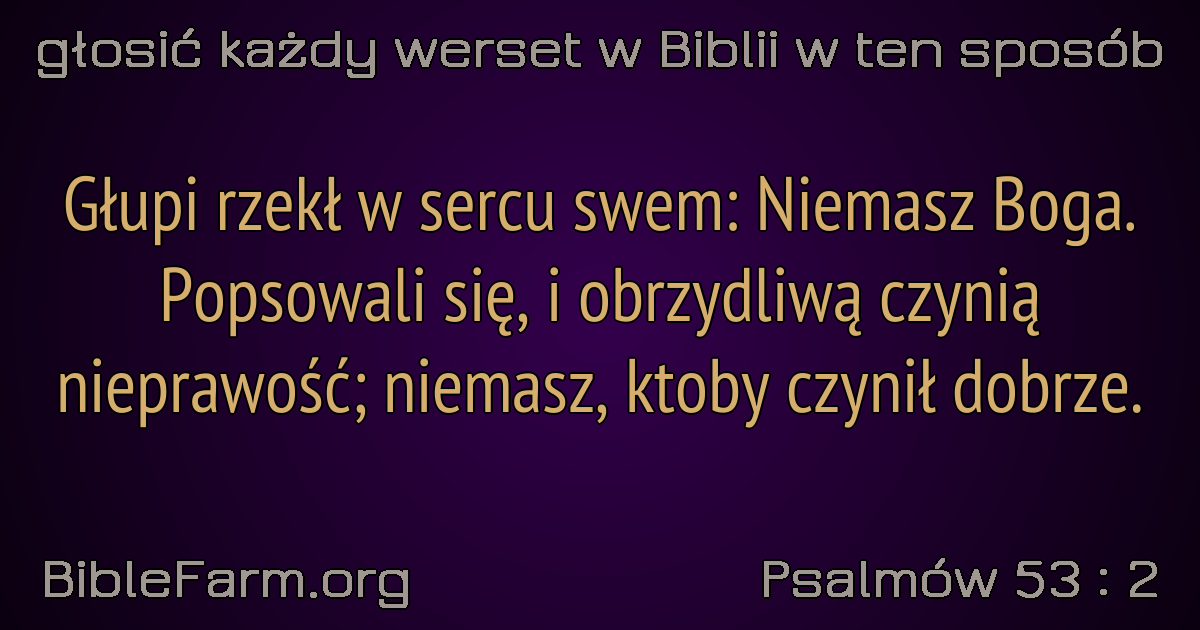 głosić każdy werset w Biblii w ten sposób
Głupi rzekł w sercu swem: Niemasz Boga.
Popsowali się, i obrzydliwą czynią
nieprawość; niemasz, ktoby czynił dobrze.
BibleFarm.org
Psalmów 53 : 2